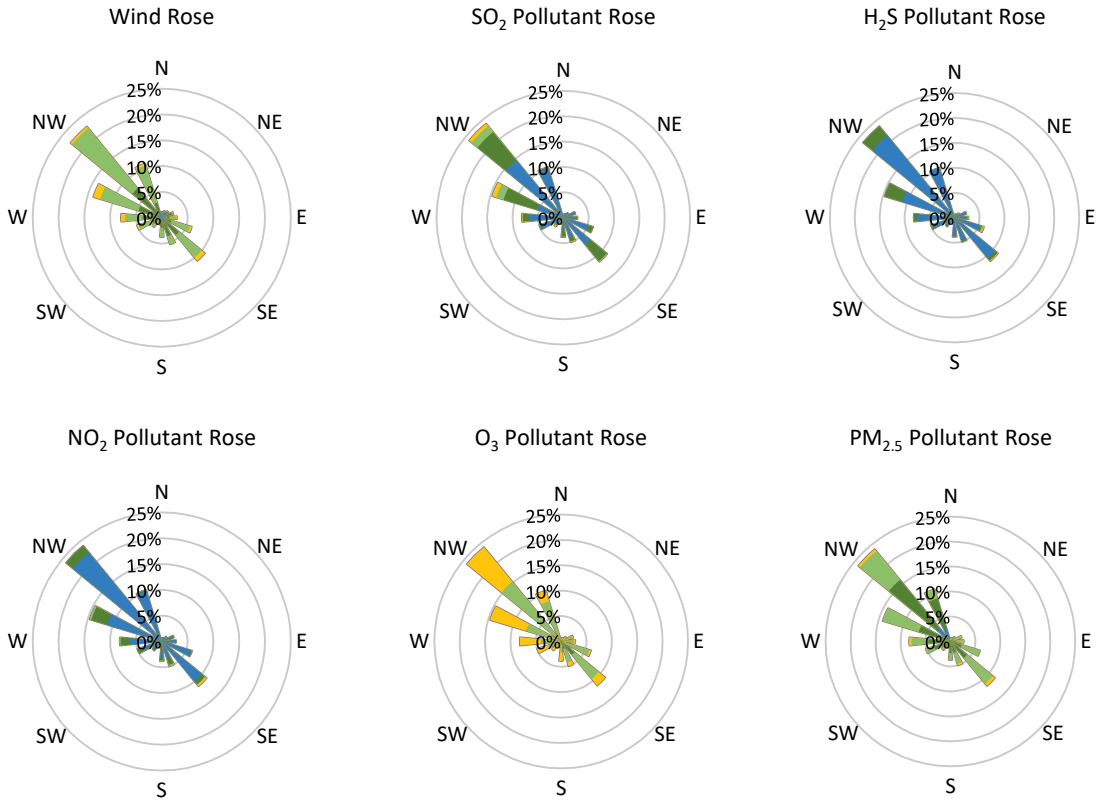 Wind Rose
N
25%
20%
15%
10%
5%
0%
NW
NE
W
E
SW
SE
S
SO₂ Pollutant Rose
N
25%
20%
15%
10%
5%
0%
NW
NE
W
E
SW
SE
S
H₂S Pollutant Rose
N
25%
20%
15%
10%
5%
0%
NW
NE
W
E
SW
SE
S
NO₂ Pollutant Rose
N
25%
20%
15%
10%
5%
0%
NW
NE
W
E
SW
SE
S
O₃ Pollutant Rose
N
25%
20%
15%
10%
5%
0%
NW
NE
W
E
SW
SE
S
PM₂.₅ Pollutant Rose
N
25%
20%
15%
10%
5%
0%
NW
NE
W
E
SW
SE
S